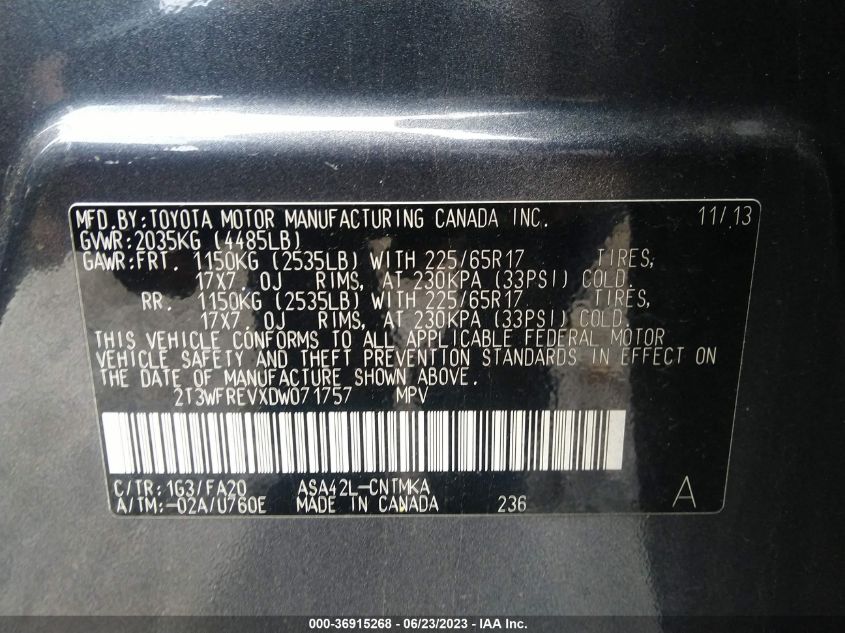 MFD.BY:TOYOTA MOTOR MANUFACTURING CANADA INC. 11/13
GVWR:2035KG (4485LB)
GAWR:FRT. 1150KG (2535LB) WITH 225/65R17 TIRES,
17X7.0J RIMS, AT 230KPA (33PSI) COLD.
RR. 1150KG (2535LB) WITH 225/65R17 TIRES,
17X7.0J RIMS, AT 230KPA (33PSI) COLD.
THIS VEHICLE CONFORMS TO ALL APPLICABLE FEDERAL MOTOR
VEHICLE SAFETY AND THEFT PREVENTION STANDARDS IN EFFECT ON
THE DATE OF MANUFACTURE SHOWN ABOVE.
2T3WFREVXDW071757 MPV
C/TR:1G3/FA20 ASA42L-CNTMKA
A/TM:-02A/U760E MADE IN CANADA 236 A
000-36915268 - 06/23/2023 - IAA Inc.